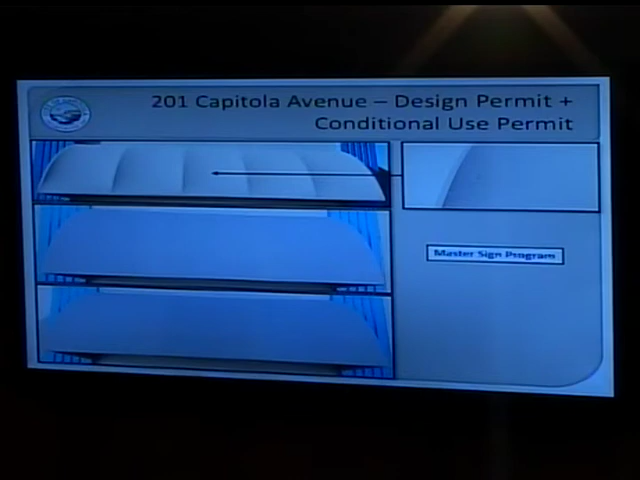 201 Capitola Avenue – Design Permit +
Conditional Use Permit
Master Sign Program